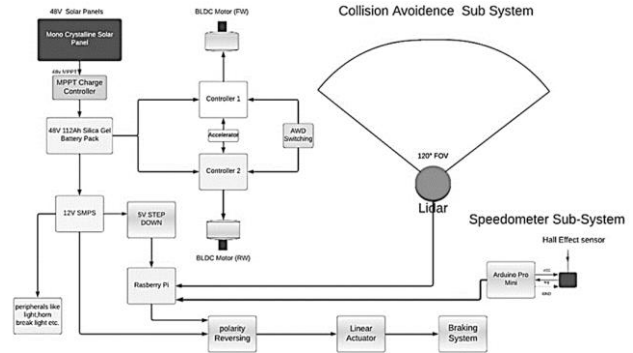 48V Solar Panels
Mono Crystalline Solar
Panel
48v MPPT
MPPT Charge
Controller
48V 112Ah Silica Gel
Battery Pack
12V SMPS
5V STEP
DOWN
Rasberry Pi
peripherals like
light,horn
break light etc.
BLDC Motor (FW)
Controller 1
Accelerator
AWD
Switching
Controller 2
BLDC Motor (RW)
Collision Avoidence Sub System
120° FOV
Lidar
Speedometer Sub-System
Hall Effect sensor
Arduino Pro
Mini
GND
polarity
Reversing
Linear
Actuator
Braking
System